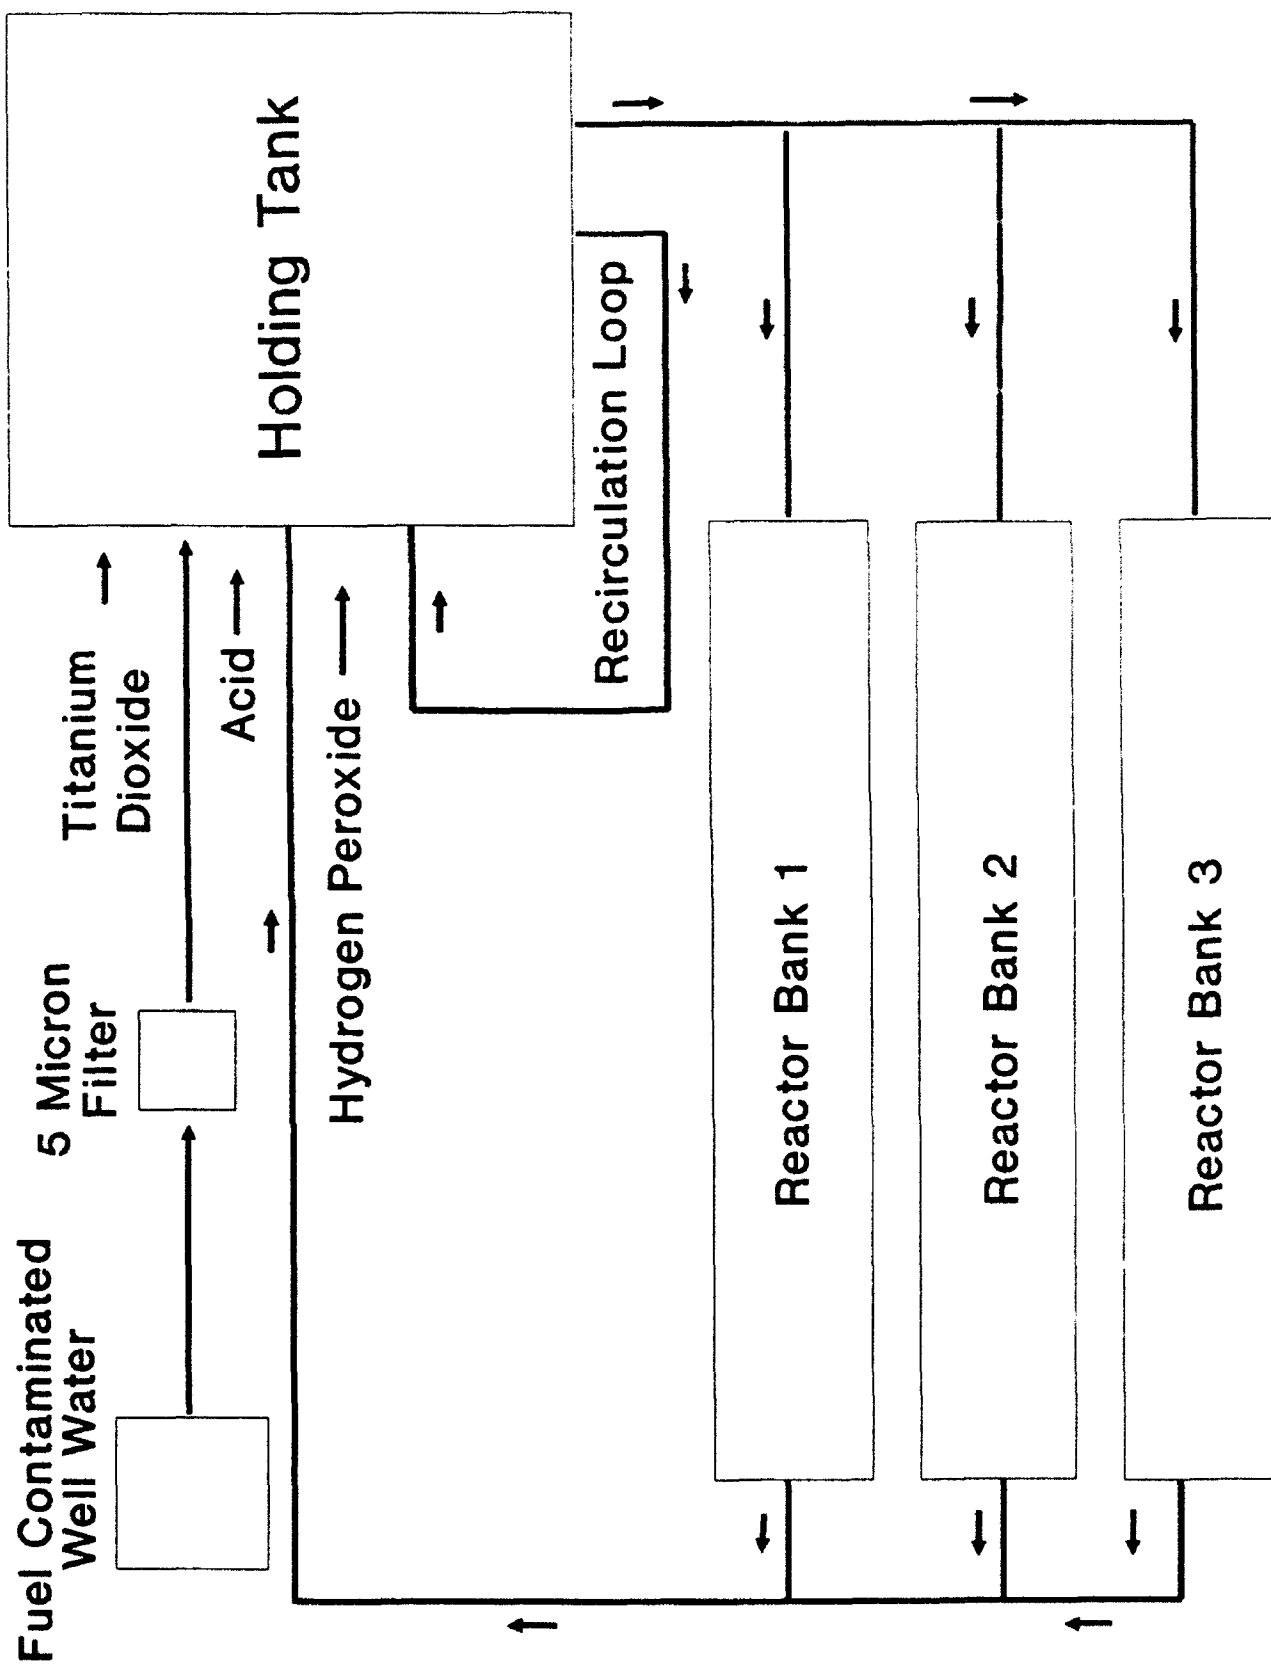 Fuel Contaminated
Well Water
5 Micron
Filter
Titanium
Dioxide
Acid
Hydrogen Peroxide
Holding Tank
Recirculation Loop
Reactor Bank 1
Reactor Bank 2
Reactor Bank 3